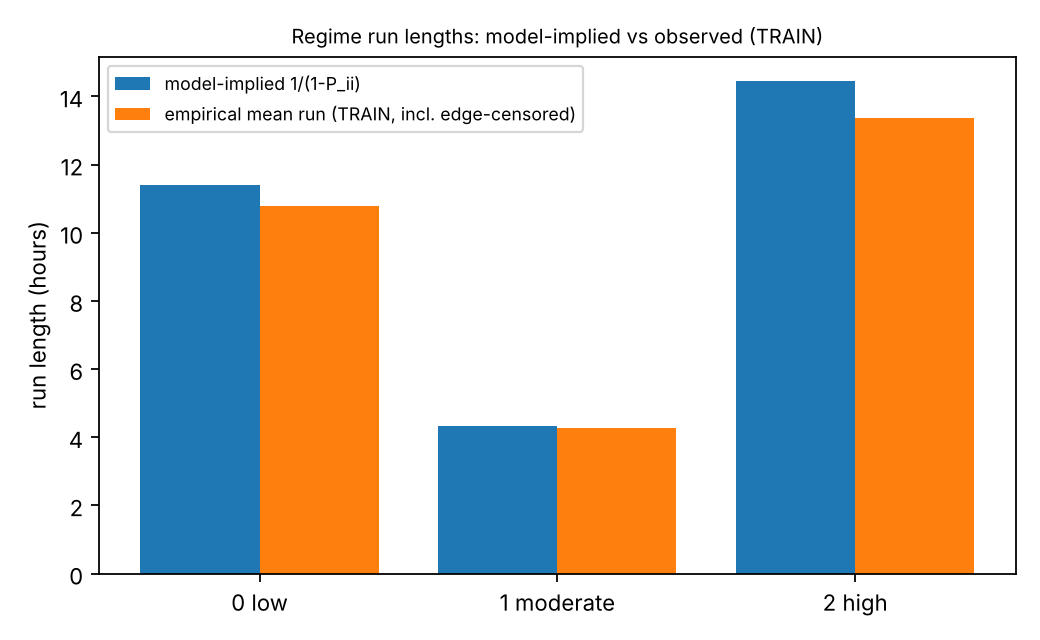 Regime run lengths: model-implied vs observed (TRAIN)
model-implied 1/(1-P_ii)
empirical mean run (TRAIN, incl. edge-censored)
run length (hours)
14
12
10
8
6
4
2
0
0 low
1 moderate
2 high